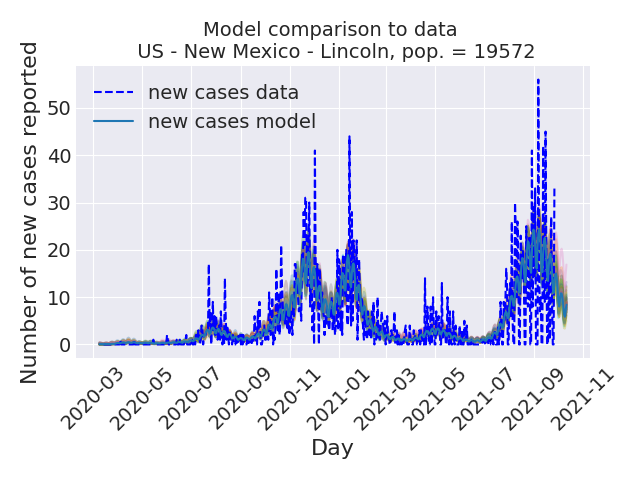 Model comparison to data
US - New Mexico - Lincoln, pop. = 19572
Number of new cases reported
new cases data
new cases model
50
40
30
20
10
0
2020-03
2020-05
2020-07
2020-09
2020-11
2021-01
2021-03
2021-05
2021-07
2021-09
2021-11
Day